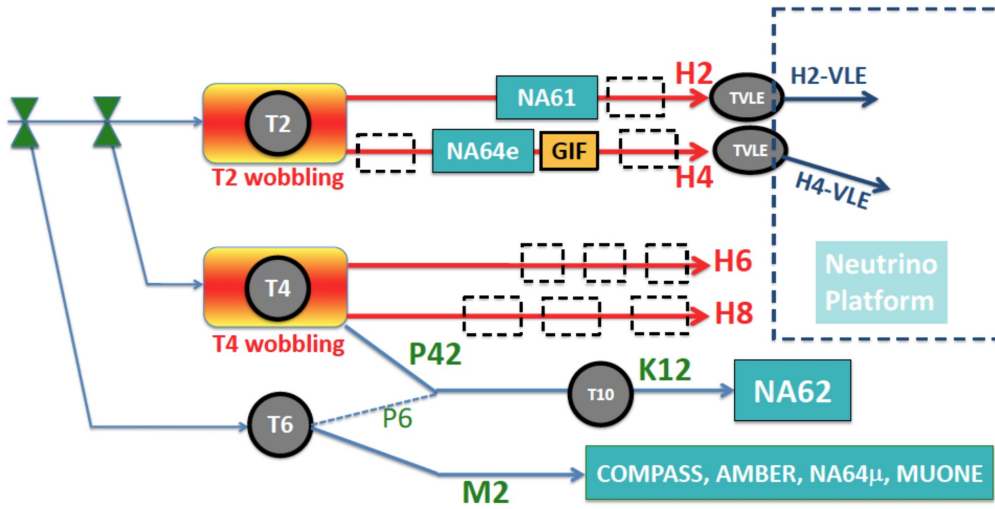 H2-VLE
H2
NA61
TVLE
T2
NA64e
GIF
TVLE
T2 wobbling
H4
H4-VLE
H6
T4
Neutrino
Platform
H8
T4 wobbling
P42
K12
T10
NA62
P6
T6
COMPASS, AMBER, NA64μ, MUONE
M2